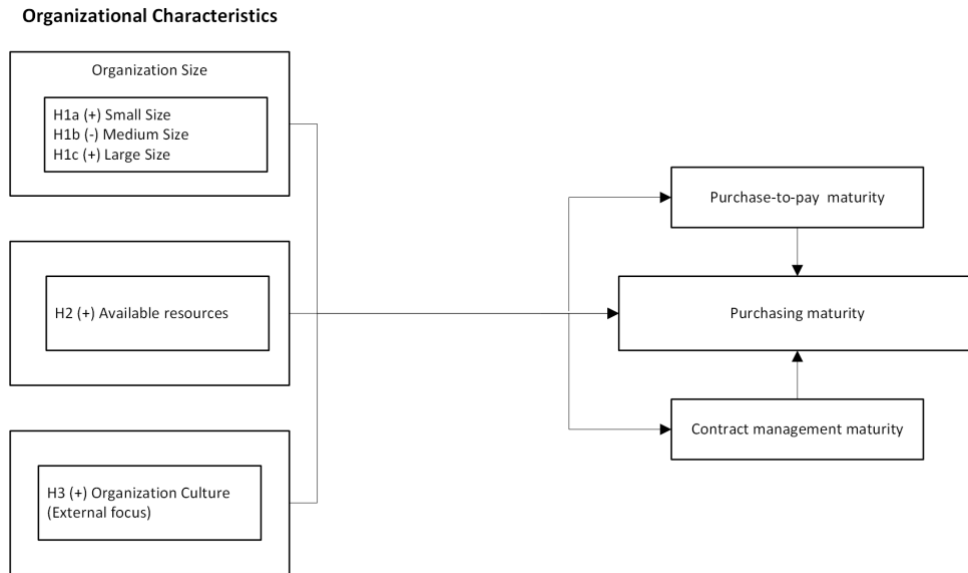 Organizational Characteristics
Organization Size
H1a (+) Small Size
H1b (-) Medium Size
H1c (+) Large Size
H2 (+) Available resources
H3 (+) Organization Culture
(External focus)
Purchase-to-pay maturity
Purchasing maturity
Contract management maturity